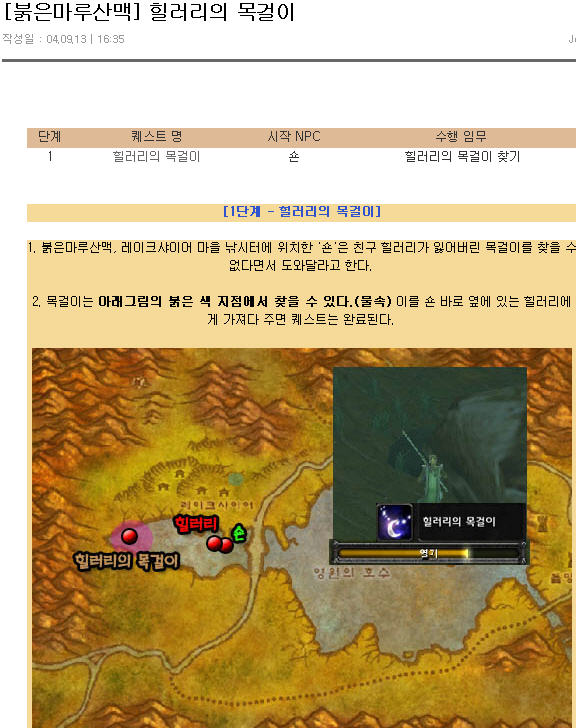 [붉은마루산맥] 힐러리의 목걸이
작성일 : 04.09.13 | 16:35
단계 퀘스트 명 시작 NPC 수행 임무
1 힐러리의 목걸이 숀 힐러리의 목걸이 찾기
[1단계 - 힐러리의 목걸이]
1. 붉은마루산맥, 레이크샤이어 마을 낚시터에 위치한 '숀'은 친구 힐러리가 잃어버린 목걸이를 찾을 수
없다면서 도와달라고 한다.
2. 목걸이는 아래그림의 붉은 색 지점에서 찾을 수 있다.(물속) 이를 숀 바로 옆에 있는 힐러리에
게 가져다 주면 퀘스트는 완료된다.
레이크샤이어
힐러리
숀
힐러리의 목걸이
힐러리의 목걸이
열기
영원의 호수